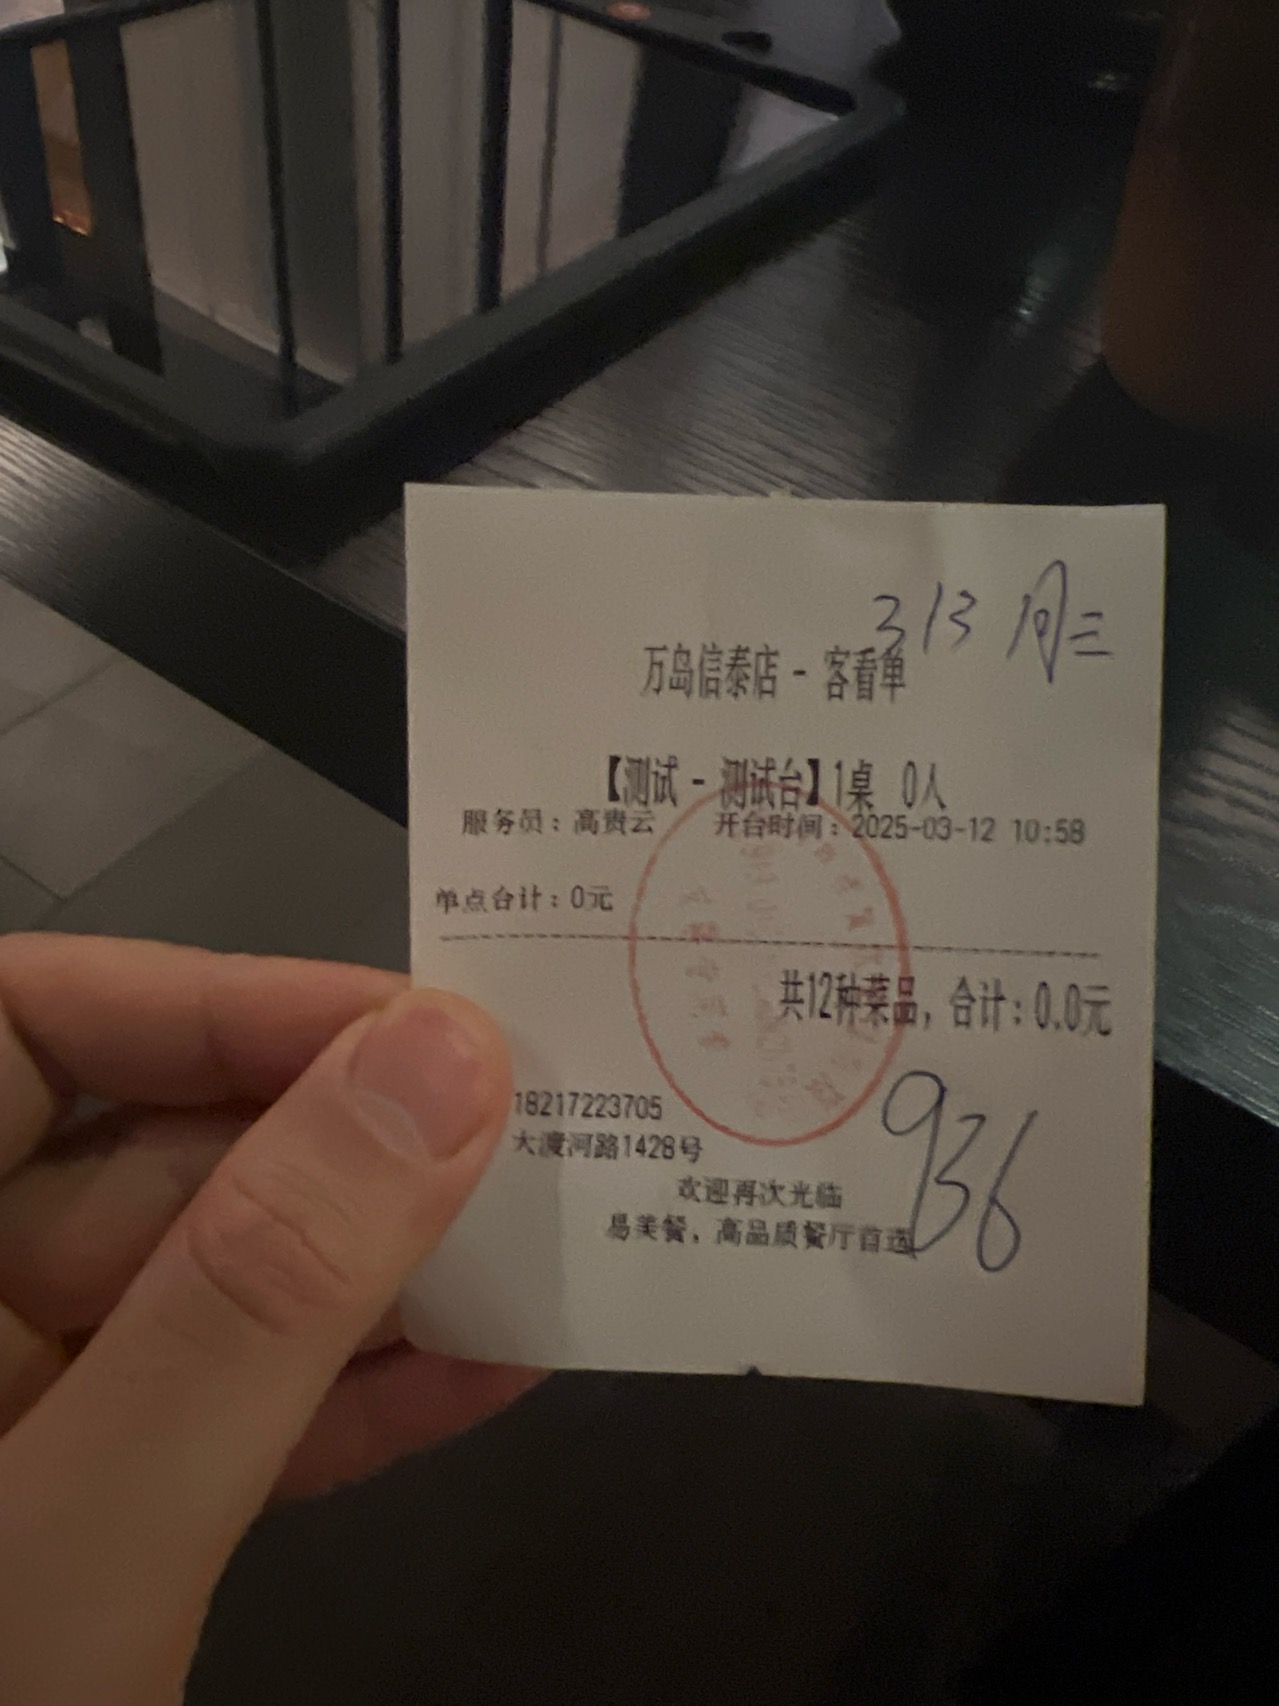 313 周三
万岛信泰店 - 客看单
【测试 - 测试台】1桌 0人
服务员：高贵云 开台时间：2025-03-12 10:58
单点合计：0元
共12种菜品，合计：0.0元
936
18217223705
大渡河路1428号
欢迎再次光临
易美餐，高品质餐厅首选